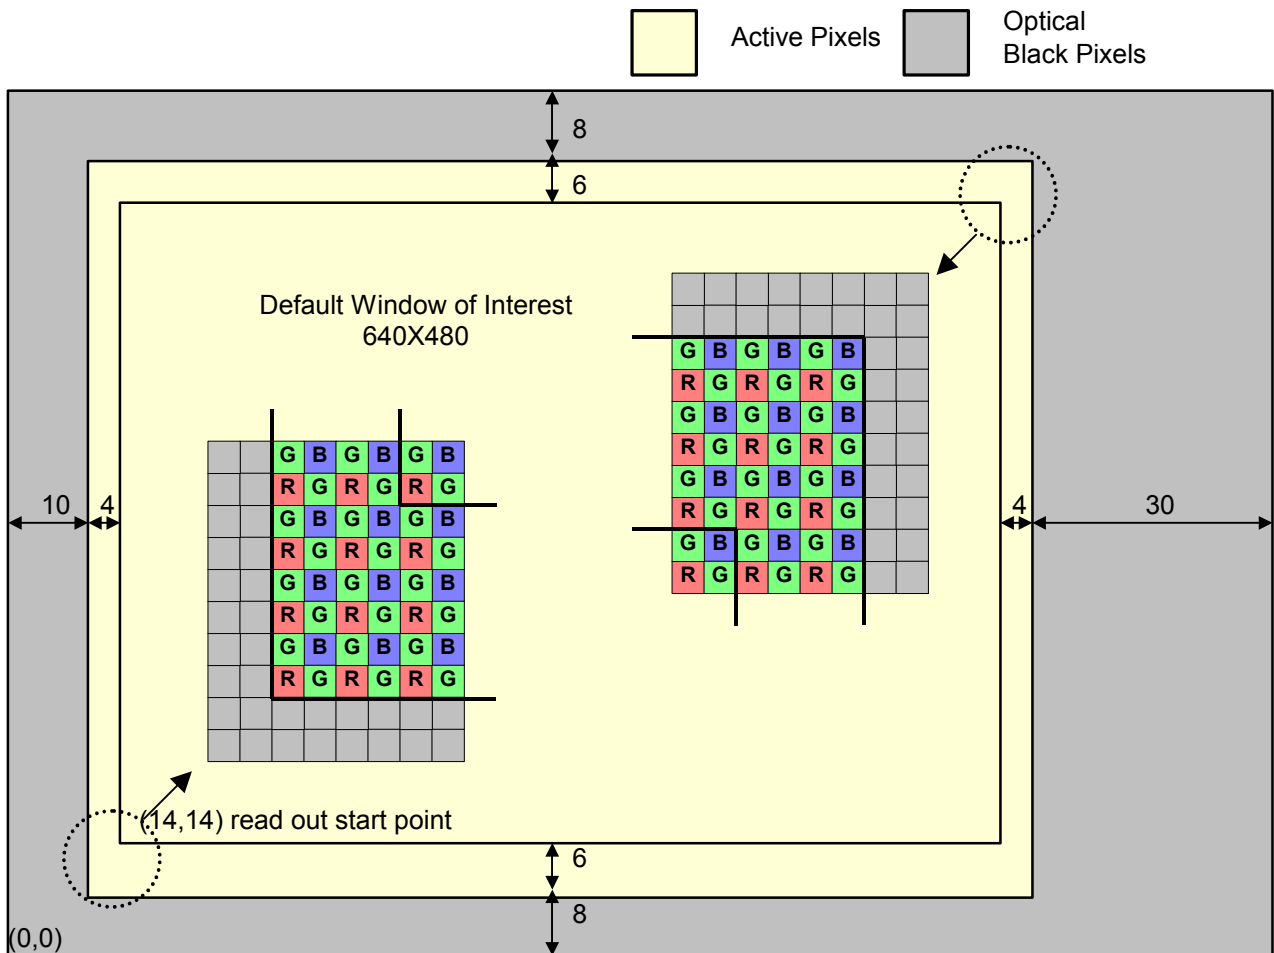 Active Pixels
Optical
Black Pixels
8
6
Default Window of Interest
640X480
G B G B G B
R G R G R G
G B G B G B
R G R G R G
G B G B G B
R G R G R G
G B G B G B
R G R G R G
G B G B G B
R G R G R G
G B G B G B
R G R G R G
G B G B G B
R G R G R G
G B G B G B
R G R G R G
10
4
4
30
(14,14) read out start point
6
8
(0,0)